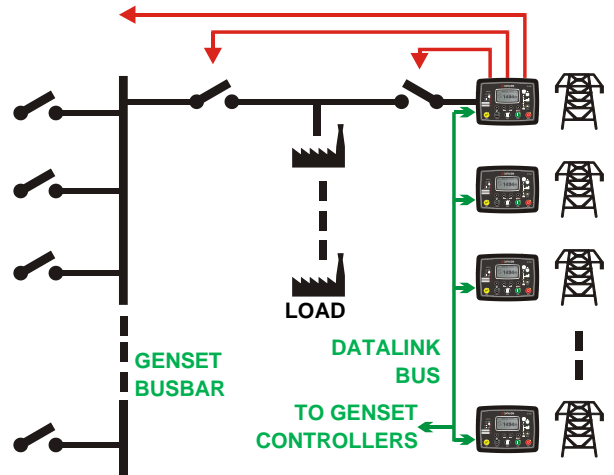 LOAD
GENSET
BUSBAR
DATALINK
BUS
TO GENSET
CONTROLLERS